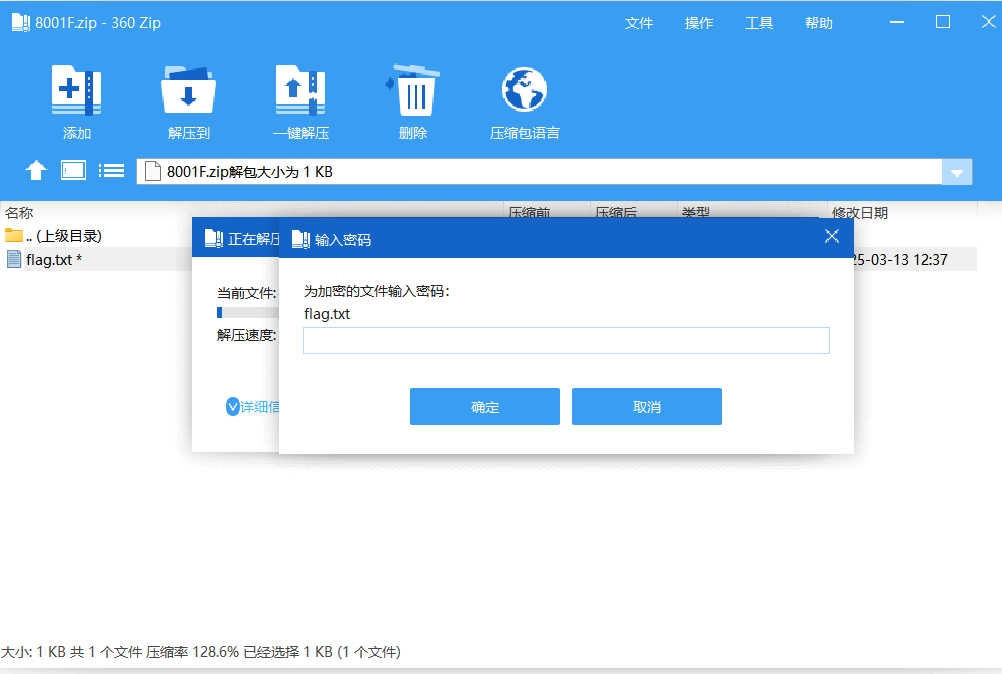 8001F.zip - 360 Zip
文件 操作 工具 帮助
添加 解压到 一键解压 删除 压缩包语言
8001F.zip解包大小为 1 KB
名称 压缩前 压缩后 类型 修改日期
.. (上级目录)
flag.txt *
25-03-13 12:37
正在解压
当前文件:
解压速度:
详细信
输入密码
为加密的文件输入密码:
flag.txt
确定 取消
大小: 1 KB 共 1 个文件 压缩率 128.6% 已经选择 1 KB (1 个文件)